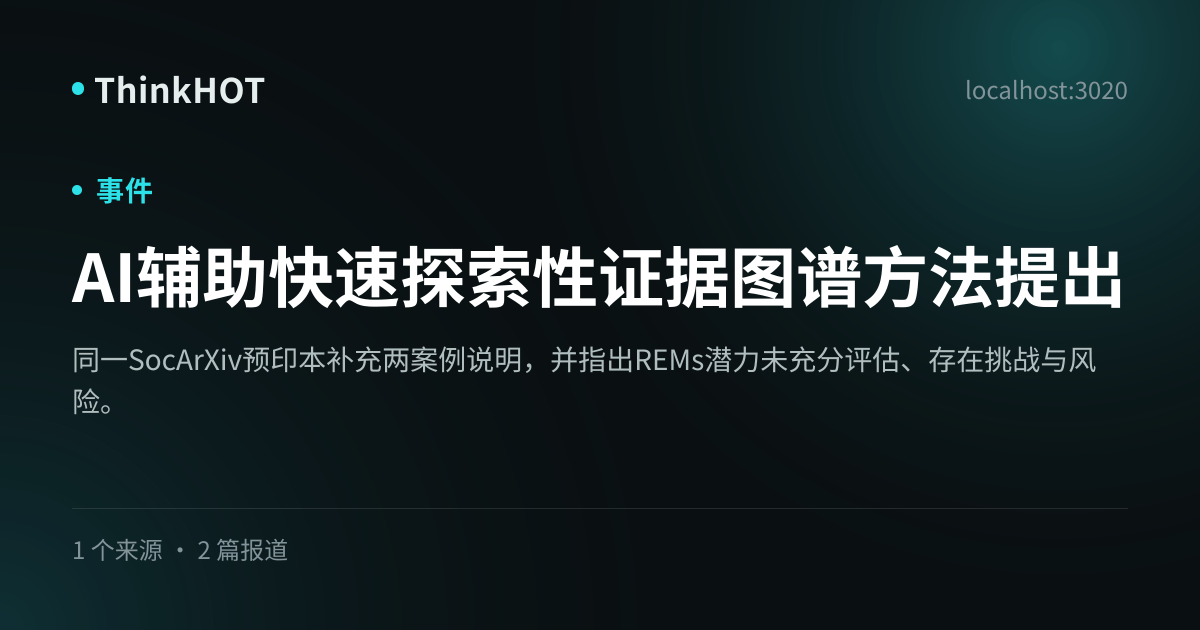 ThinkHOT
localhost:3020
事件
AI辅助快速探索性证据图谱方法提出
同一SocArXiv预印本补充两案例说明，并指出REMs潜力未充分评估、存在挑战与风
险。
1 个来源 · 2 篇报道